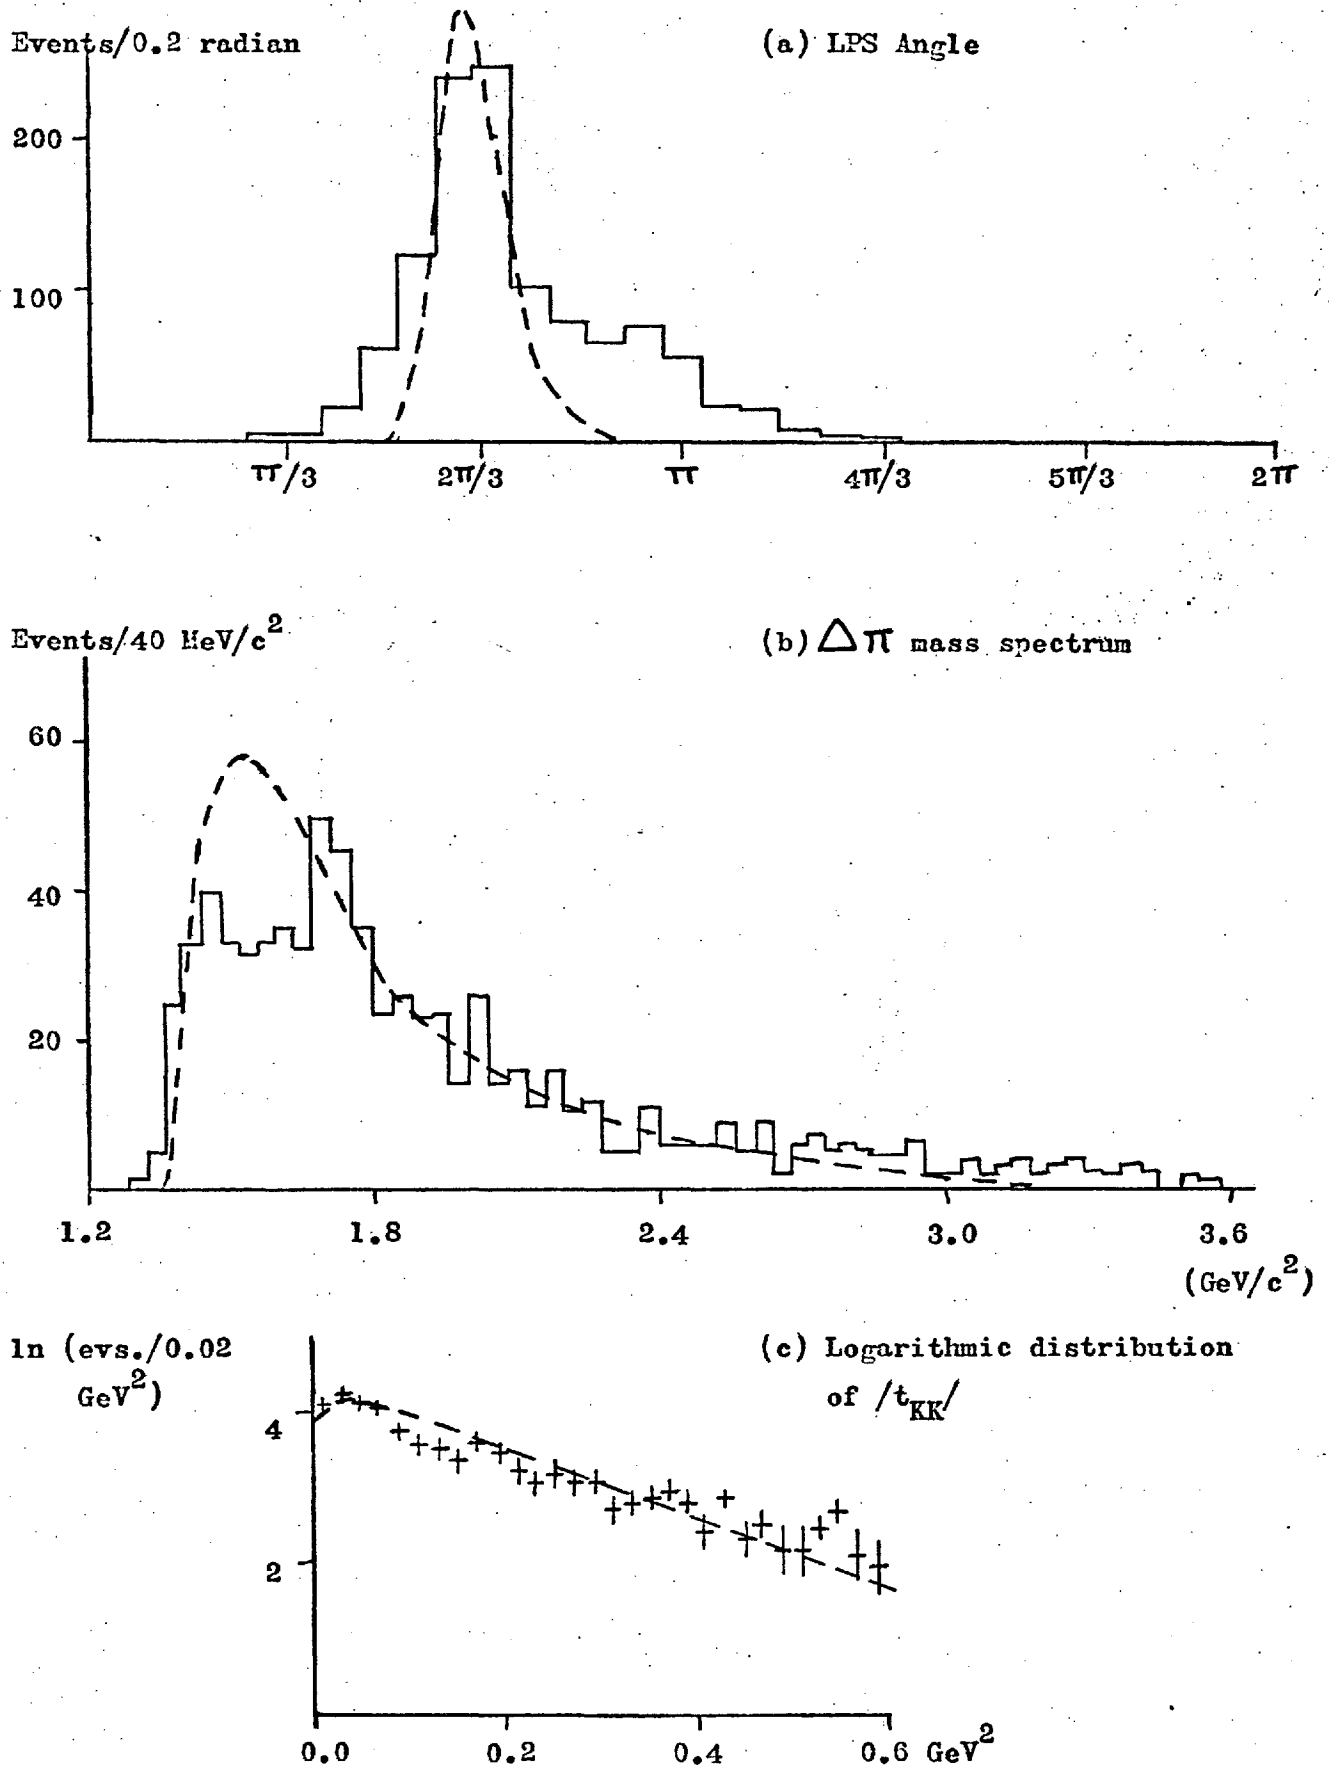 Events/0.2 radian
(a) LPS Angle
200
100
π/3 2π/3 π 4π/3 5π/3 2π
Events/40 MeV/c²
(b) Δπ mass spectrum
60
40
20
1.2 1.8 2.4 3.0 3.6
(GeV/c²)
ln (evs./0.02
GeV²)
(c) Logarithmic distribution
of /t_KK/
4
2
0.0 0.2 0.4 0.6 GeV²